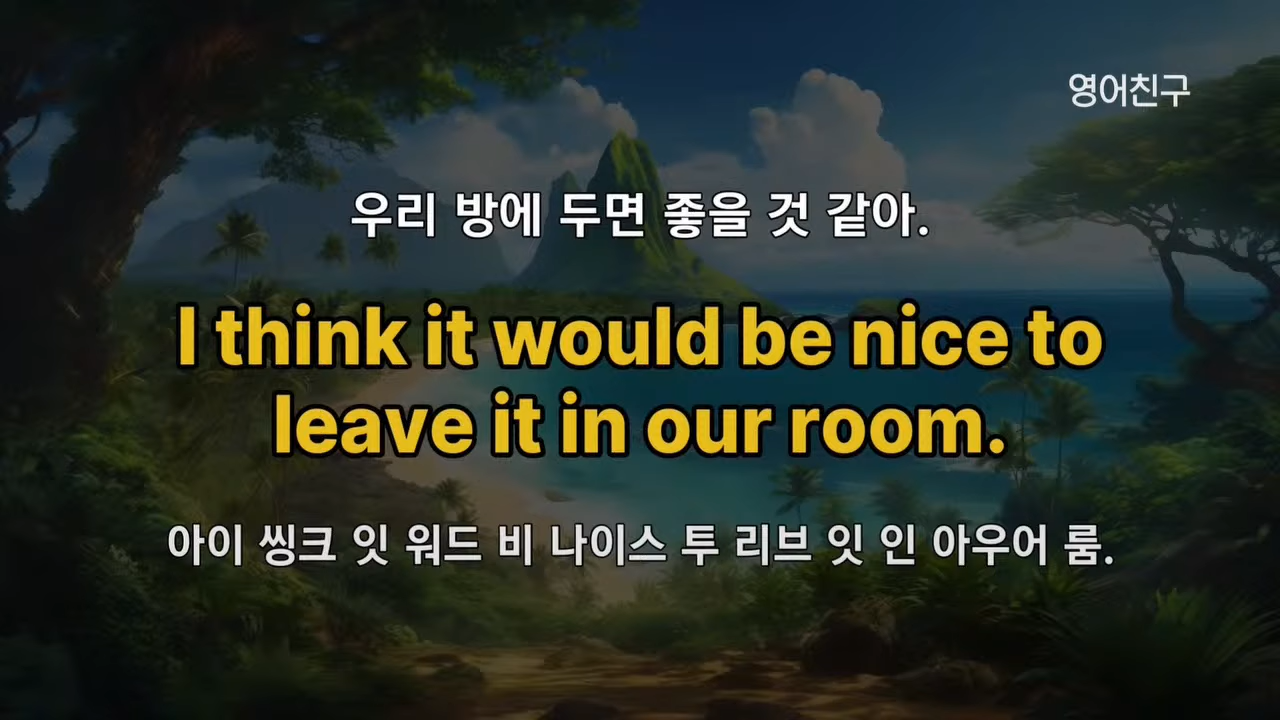 영어친구
우리 방에 두면 좋을 것 같아.
I think it would be nice to
leave it in our room.
아이 씽크 잇 워드 비 나이스 투 리브 잇 인 아우어 룸.